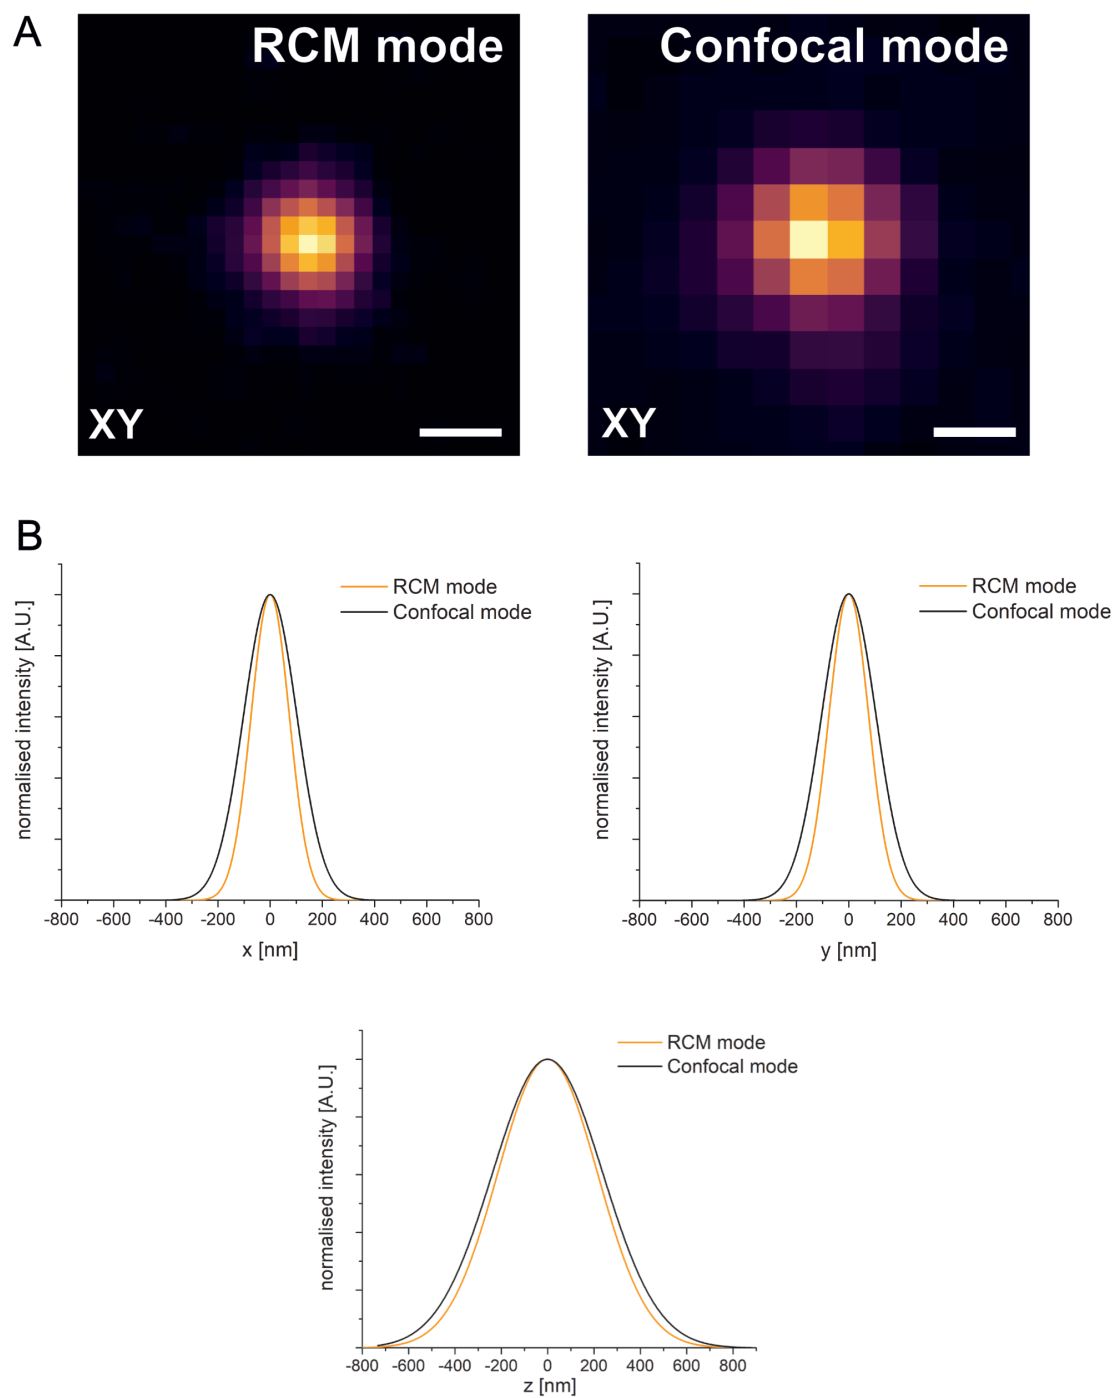 A
RCM mode
XY
Confocal mode
XY
B
normalised intensity [A.U.]
RCM mode
Confocal mode
-800 -600 -400 -200 0 200 400 600 800
x [nm]
normalised intensity [A.U.]
RCM mode
Confocal mode
-800 -600 -400 -200 0 200 400 600 800
y [nm]
normalised intensity [A.U.]
RCM mode
Confocal mode
-800 -600 -400 -200 0 200 400 600 800
z [nm]